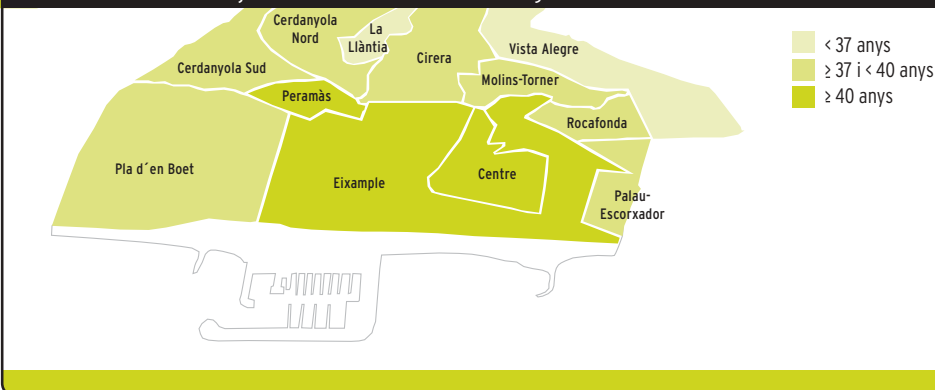 Cerdanyola
Nord
La
Llàntia
Cirera
Vista Alegre
Cerdanyola Sud
Molins-Torner
Peramàs
Rocafonda
Pla d´en Boet
Eixample
Centre
Palau-
Escorxador
< 37 anys
≥ 37 i < 40 anys
≥ 40 anys